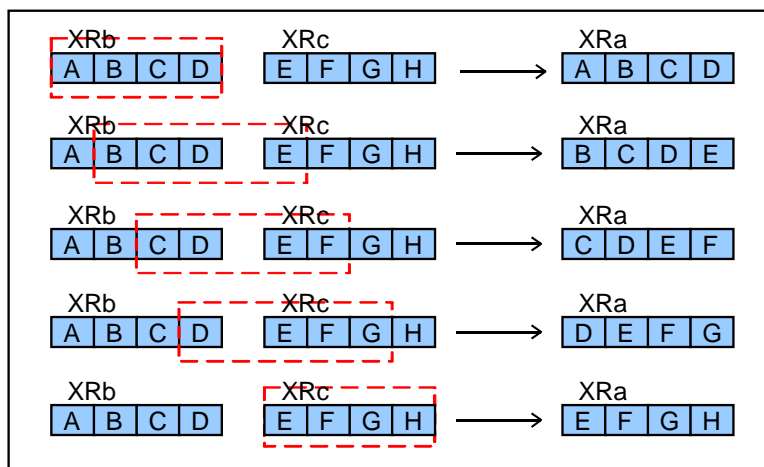 XRb XRc XRa
A B C D E F G H A B C D
XRb XRc XRa
A B C D E F G H B C D E
XRb XRc XRa
A B C D E F G H C D E F
XRb XRc XRa
A B C D E F G H D E F G
XRb XRc XRa
A B C D E F G H E F G H